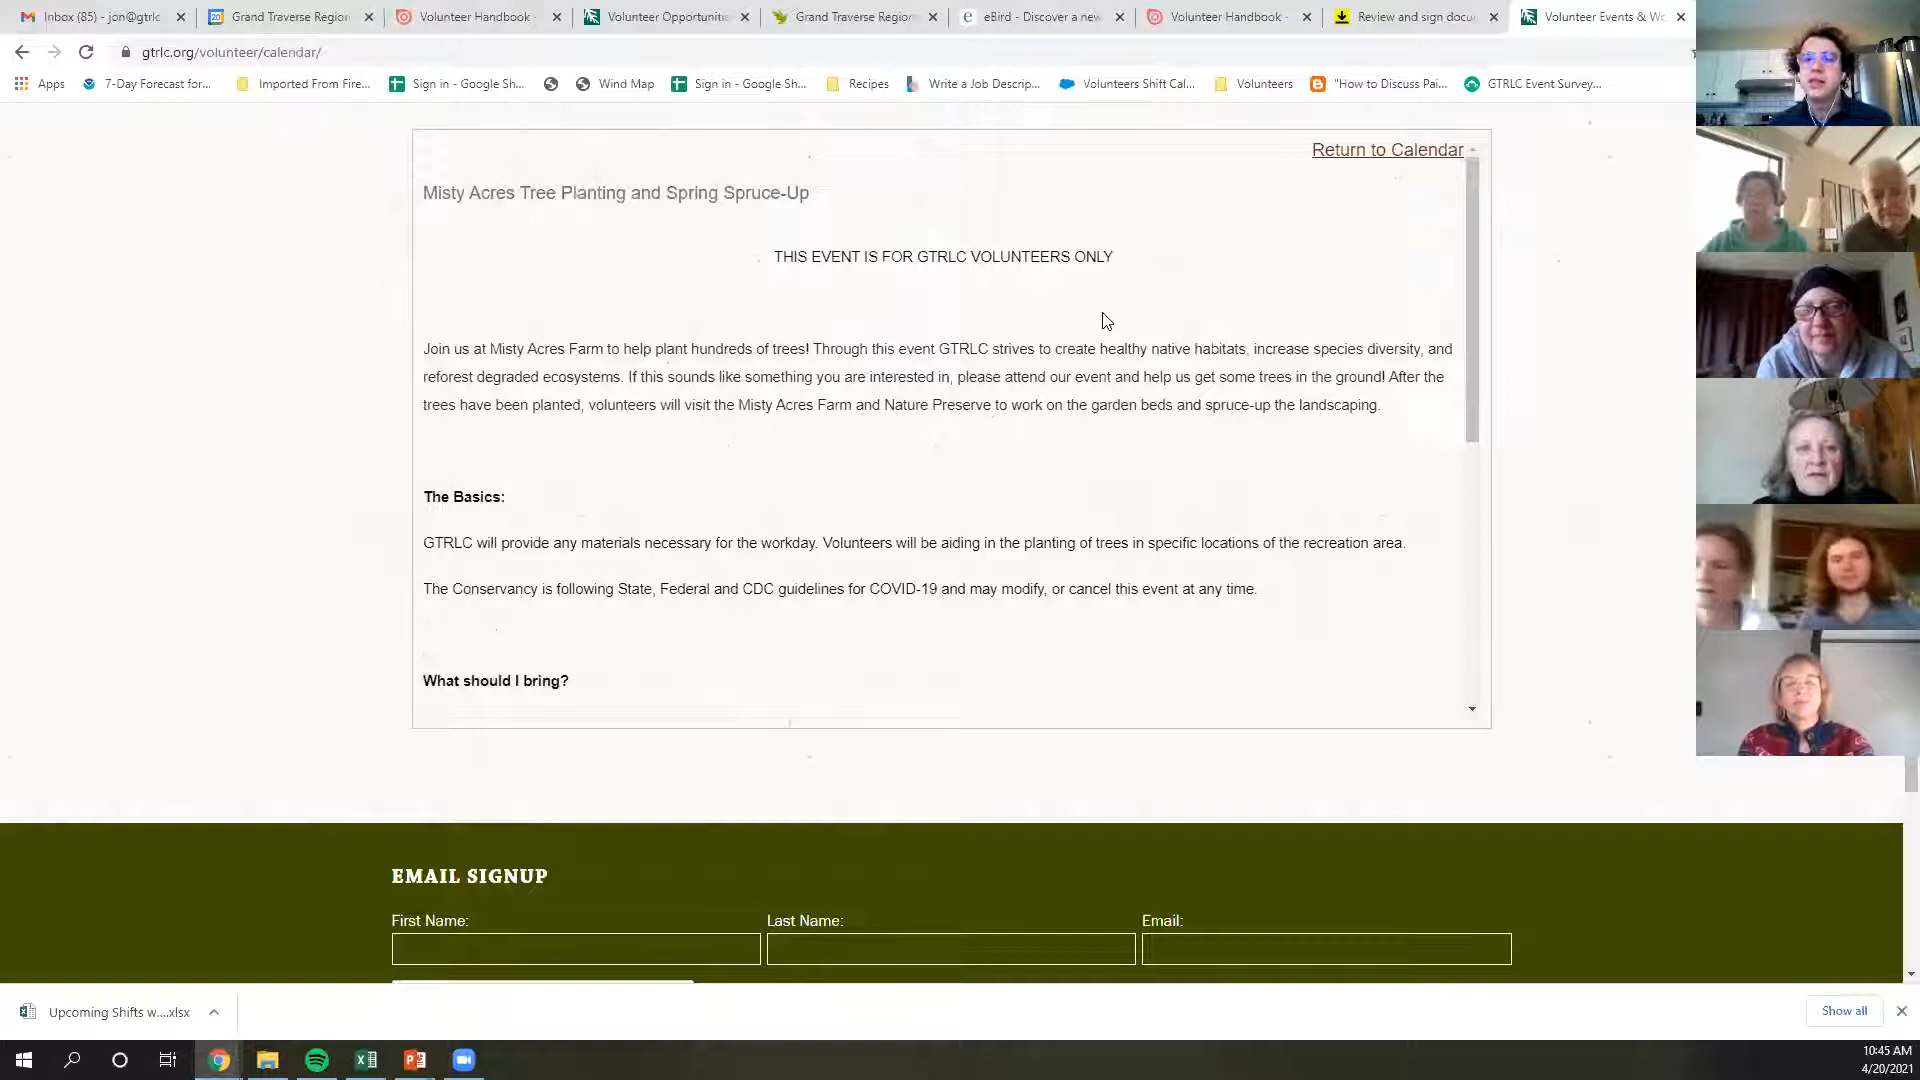 Inbox (85) - jon@gtrlc
Grand Traverse Region
Volunteer Handbook -
Volunteer Opportuniti
Grand Traverse Region
eBird - Discover a new
Volunteer Handbook -
Review and sign docu
Volunteer Events & Wo
gtrlc.org/volunteer/calendar/
Apps
7-Day Forecast for...
Imported From Fire...
Sign in - Google Sh...
Wind Map
Sign in - Google Sh...
Recipes
Write a Job Descrip...
Volunteers Shift Cal...
Volunteers
"How to Discuss Pai...
GTRLC Event Survey...
Return to Calendar
Misty Acres Tree Planting and Spring Spruce-Up
THIS EVENT IS FOR GTRLC VOLUNTEERS ONLY
Join us at Misty Acres Farm to help plant hundreds of trees! Through this event GTRLC strives to create healthy native habitats, increase species diversity, and
reforest degraded ecosystems. If this sounds like something you are interested in, please attend our event and help us get some trees in the ground! After the
trees have been planted, volunteers will visit the Misty Acres Farm and Nature Preserve to work on the garden beds and spruce-up the landscaping.
The Basics:
GTRLC will provide any materials necessary for the workday. Volunteers will be aiding in the planting of trees in specific locations of the recreation area.
The Conservancy is following State, Federal and CDC guidelines for COVID-19 and may modify, or cancel this event at any time.
What should I bring?
EMAIL SIGNUP
First Name:
Last Name:
Email:
Upcoming Shifts w....xlsx
Show all
10:45 AM
4/20/2021